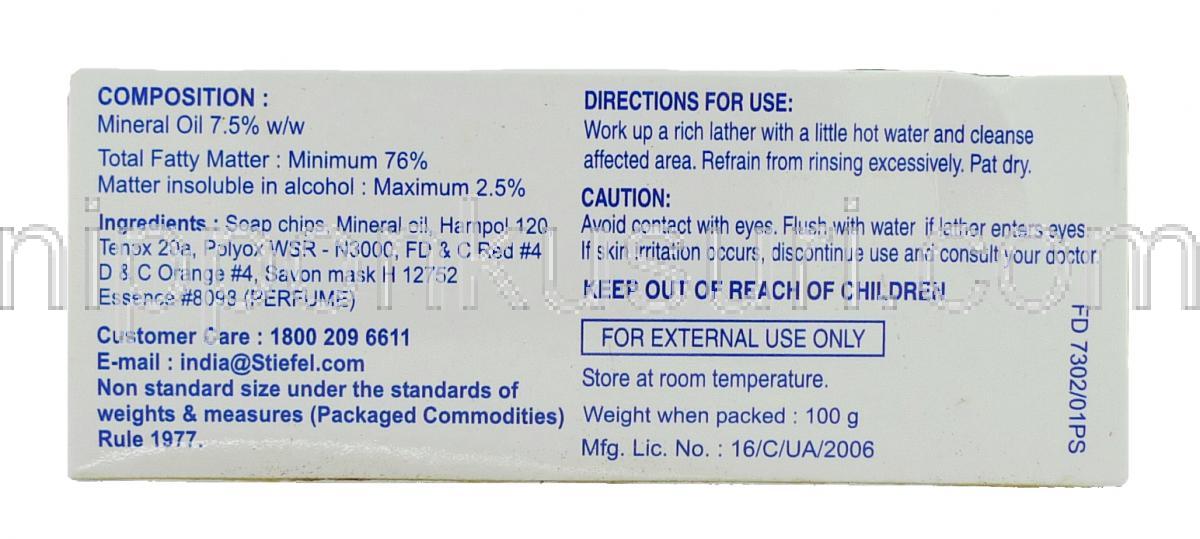 COMPOSITION :
Mineral Oil 7.5% w/w
Total Fatty Matter : Minimum 76%
Matter insoluble in alcohol : Maximum 2.5%
Ingredients : Soap chips, Mineral oil, Hampol 120
Tenox 20a, Polyox WSR - N3000, FD & C Red #4
D & C Orange #4, Savon mask H 12752
Essence #8093 (PERFUME)
Customer Care : 1800 209 6611
E-mail : india@Stiefel.com
Non standard size under the standards of
weights & measures (Packaged Commodities)
Rule 1977.
DIRECTIONS FOR USE:
Work up a rich lather with a little hot water and cleanse
affected area. Refrain from rinsing excessively. Pat dry.
CAUTION:
Avoid contact with eyes. Flush with water if lather enters eyes.
If skin irritation occurs, discontinue use and consult your doctor.
KEEP OUT OF REACH OF CHILDREN
FOR EXTERNAL USE ONLY
Store at room temperature.
Weight when packed : 100 g
Mfg. Lic. No. : 16/C/UA/2006
FD 7302/01PS
nipponkusuri.com